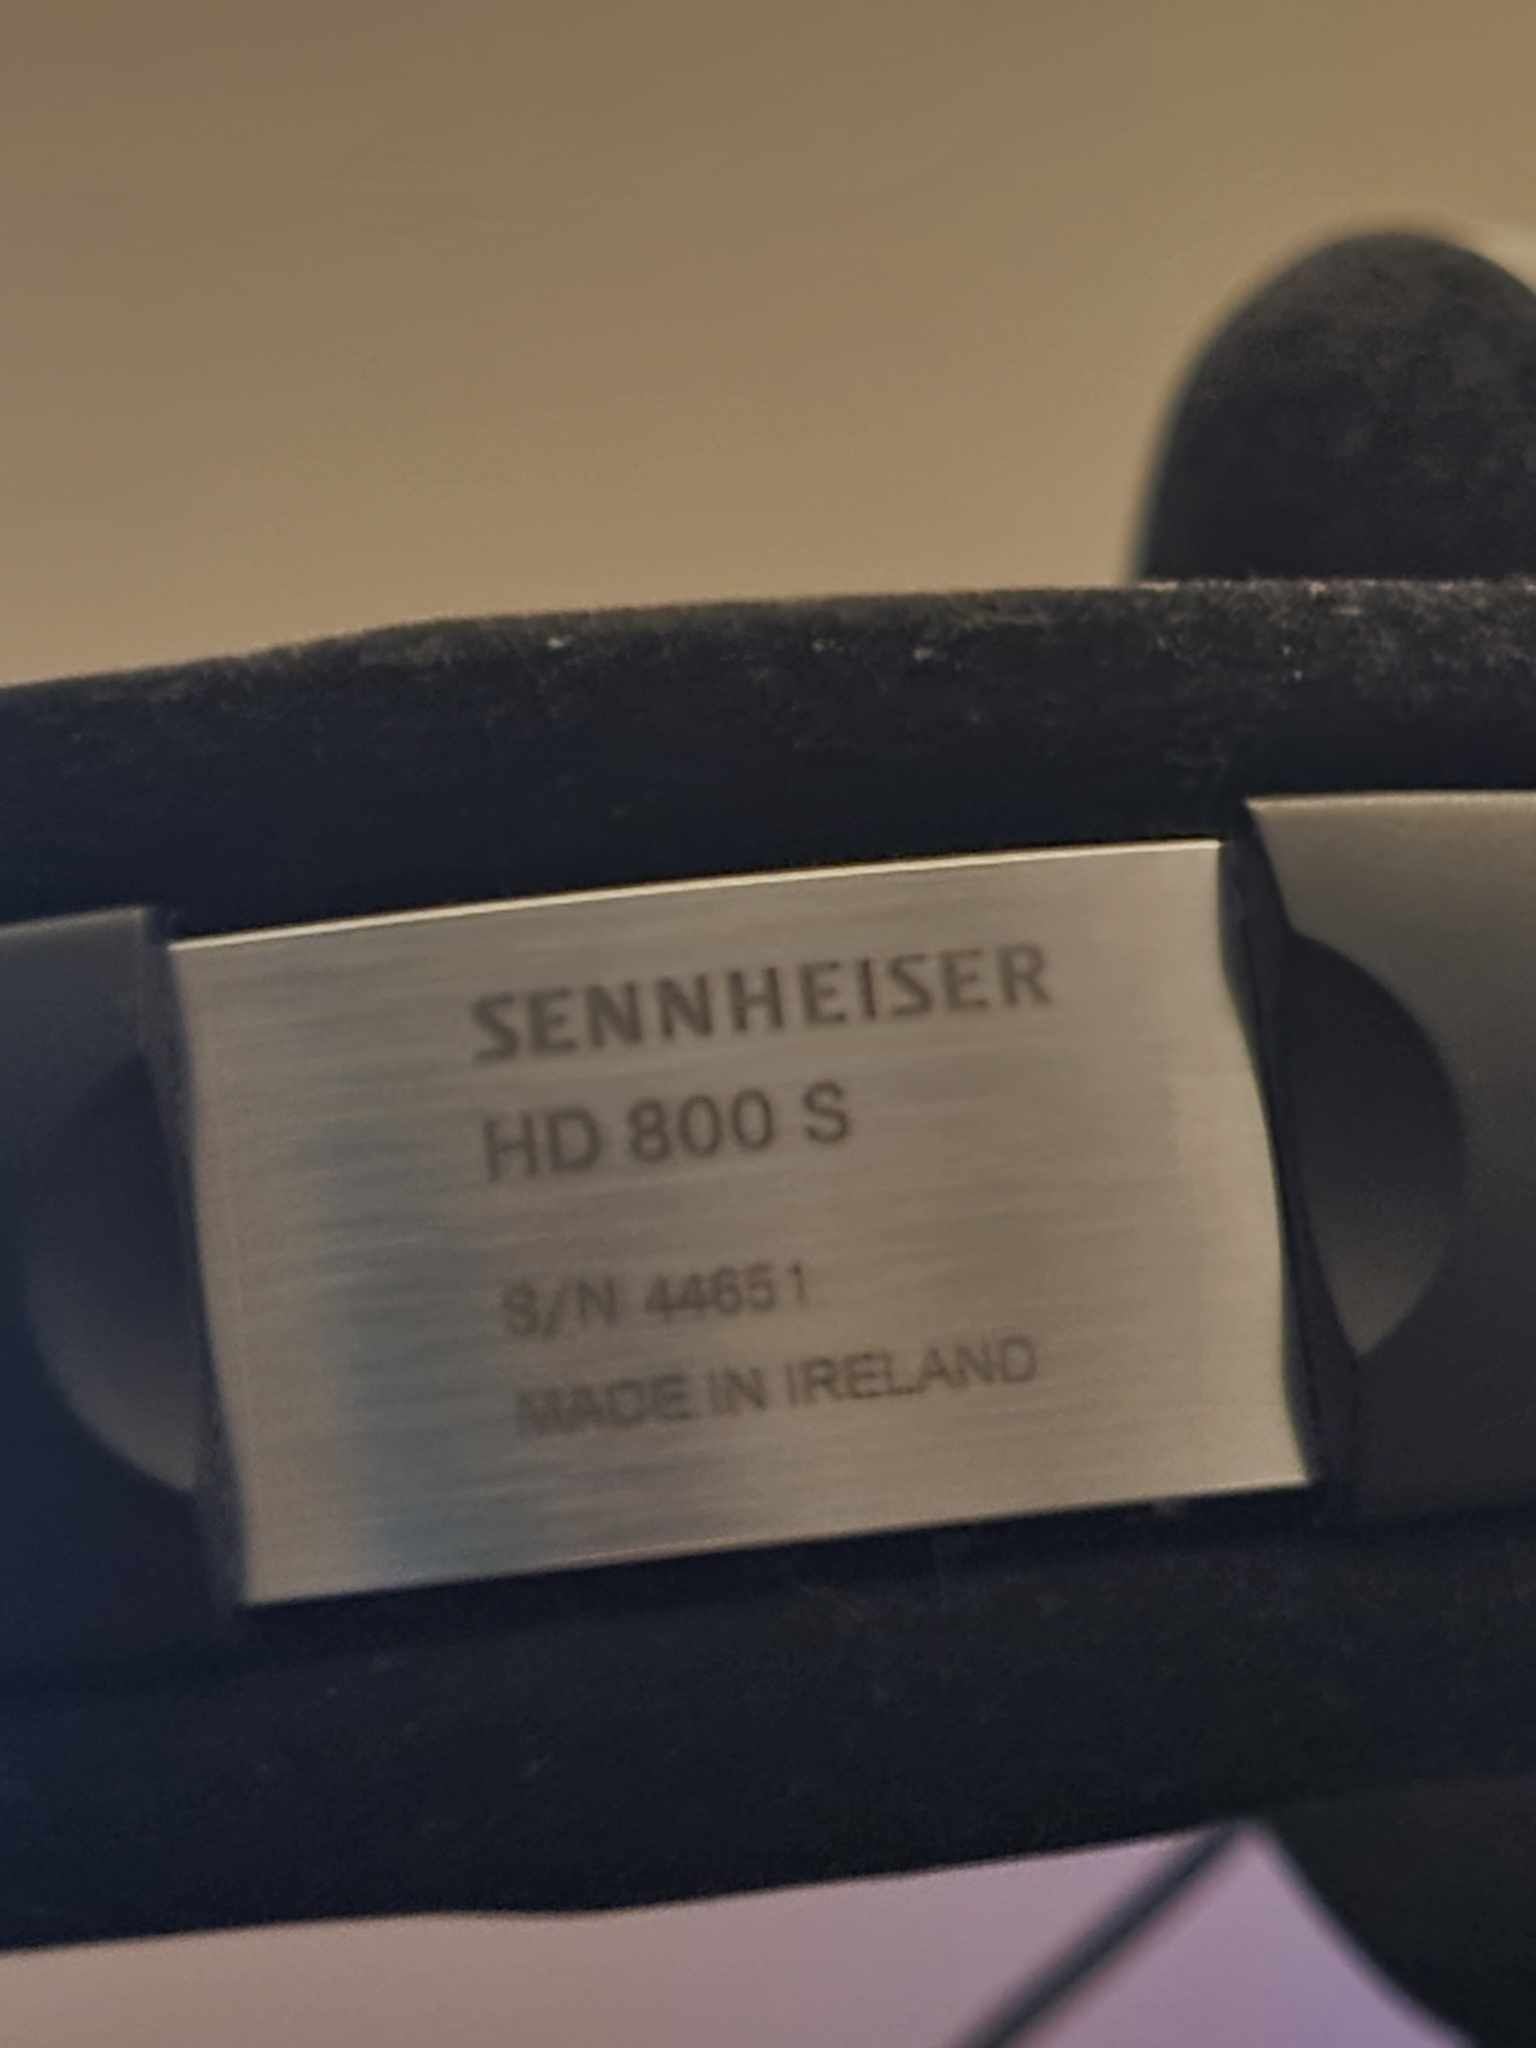 SENNHEISER
HD 800 S
S/N 44651
MADE IN IRELAND